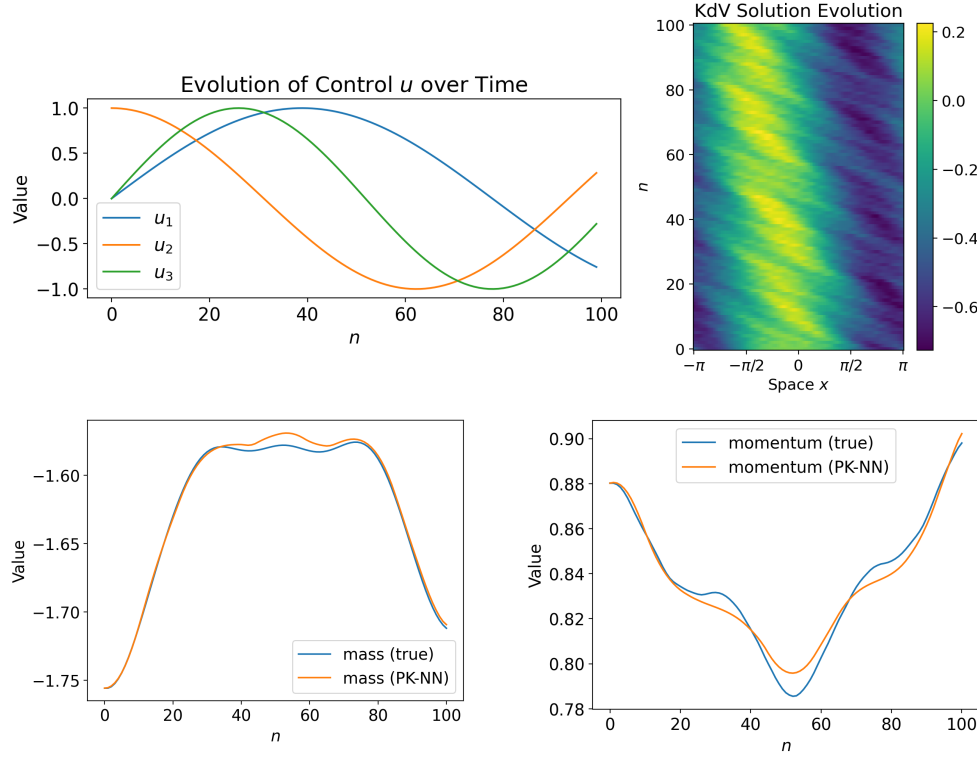 Evolution of Control u over Time
Value
1.0
0.5
0.0
−0.5
−1.0
u₁
u₂
u₃
0
20
40
60
80
100
n
KdV Solution Evolution
n
100
80
60
40
20
0
−π
−π/2
0
π/2
π
Space x
0.2
0.0
−0.2
−0.4
−0.6
Value
−1.60
−1.65
−1.70
−1.75
mass (true)
mass (PK-NN)
0
20
40
60
80
100
n
Value
0.90
0.88
0.86
0.84
0.82
0.80
0.78
momentum (true)
momentum (PK-NN)
0
20
40
60
80
100
n